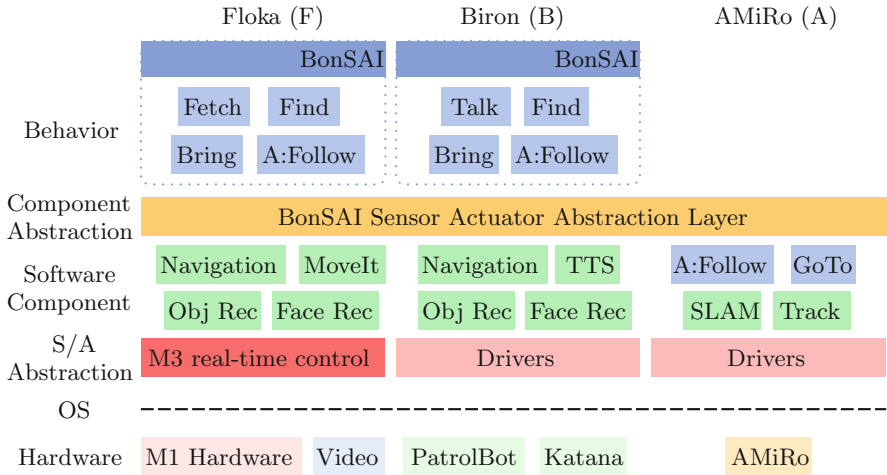 Floka (F) Biron (B) AMiRo (A)
BonSAI BonSAI
Fetch Find Talk Find
Behavior
Bring A:Follow Bring A:Follow
Component
Abstraction
BonSAI Sensor Actuator Abstraction Layer
Navigation MoveIt Navigation TTS A:Follow GoTo
Software
Component
Obj Rec Face Rec Obj Rec Face Rec SLAM Track
S/A
Abstraction
M3 real-time control Drivers Drivers
OS
Hardware M1 Hardware Video PatrolBot Katana AMiRo